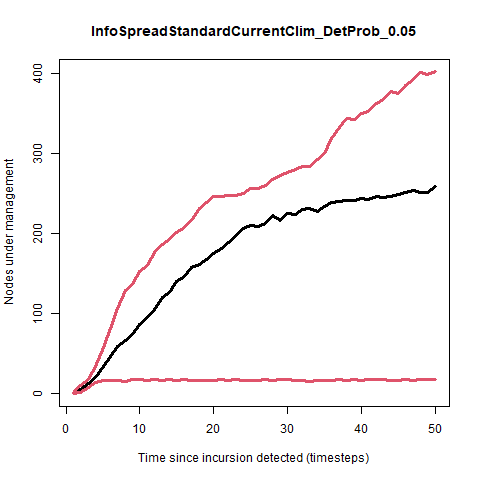 InfoSpreadStandardCurrentClim_DetProb_0.05
Nodes under management
400
300
200
100
0
0 10 20 30 40 50
Time since incursion detected (timesteps)